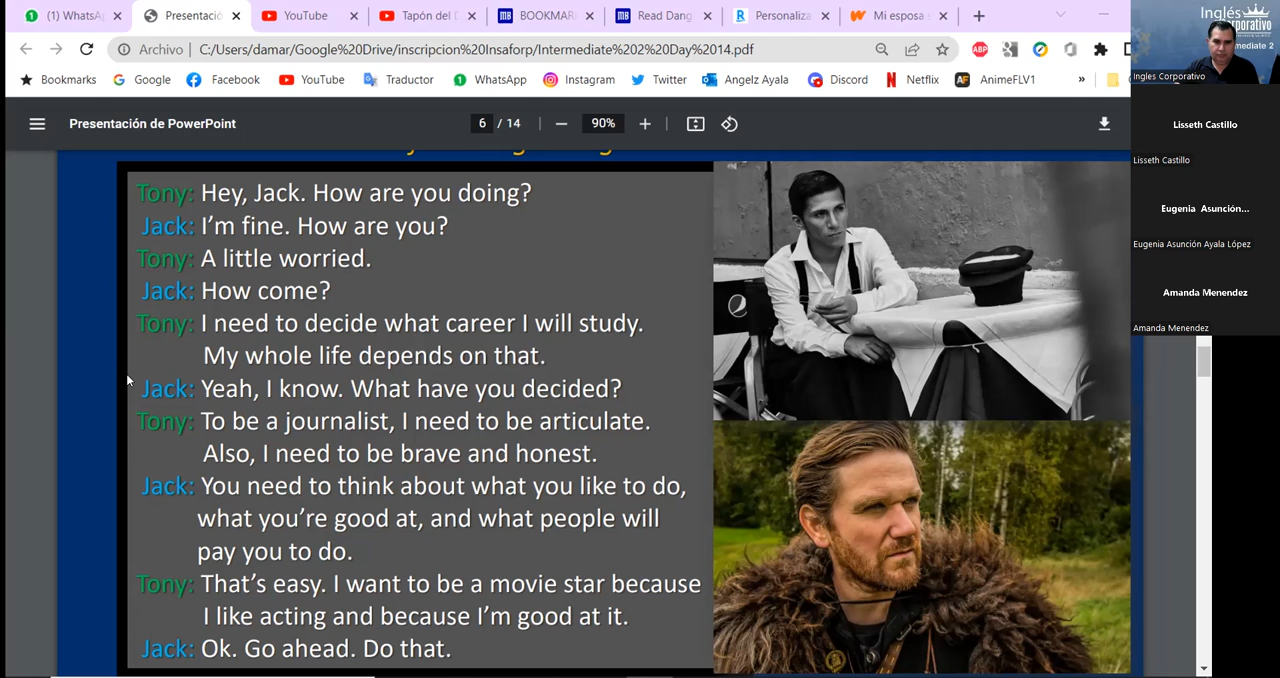 (1) WhatsA
Presentació
YouTube
Tapón del D
BOOKMAR
Read Dang
Personaliza
Mi esposa s
Archivo | C:/Users/damar/Google%20Drive/inscripcion%20Insaforp/Intermediate%202%20Day%2014.pdf
Bookmarks
Google
Facebook
YouTube
Traductor
WhatsApp
Instagram
Twitter
Angelz Ayala
Discord
Netflix
AnimeFLV1
»
Presentación de PowerPoint
6 / 14
90%
Tony: Hey, Jack. How are you doing?
Jack: I'm fine. How are you?
Tony: A little worried.
Jack: How come?
Tony: I need to decide what career I will study.
My whole life depends on that.
Jack: Yeah, I know. What have you decided?
Tony: To be a journalist, I need to be articulate.
Also, I need to be brave and honest.
Jack: You need to think about what you like to do,
what you're good at, and what people will
pay you to do.
Tony: That's easy. I want to be a movie star because
I like acting and because I'm good at it.
Jack: Ok. Go ahead. Do that.
Inglés
orporativo
mediate 2
Ingles Corporativo
Lisseth Castillo
Lisseth Castillo
Eugenia Asunción...
Eugenia Asunción Ayala López
Amanda Menendez
Amanda Menendez